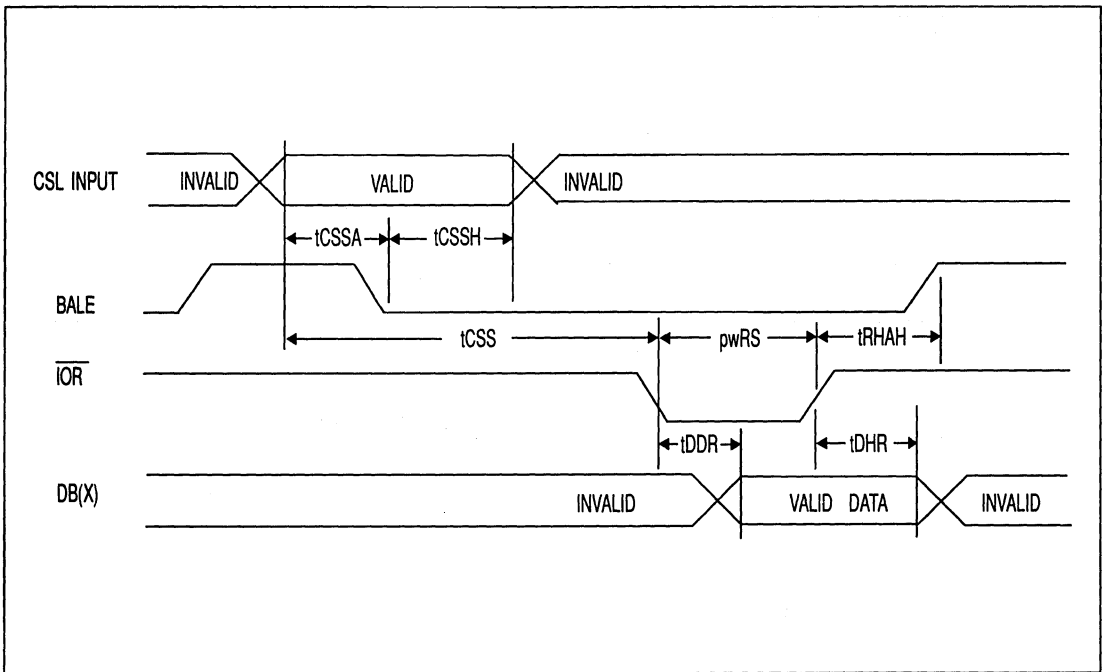 CSL INPUT INVALID VALID INVALID
tCSSA tCSSH
BALE
tCSS pwRS tRHAH
IOR
tDDR tDHR
DB(X) INVALID VALID DATA INVALID